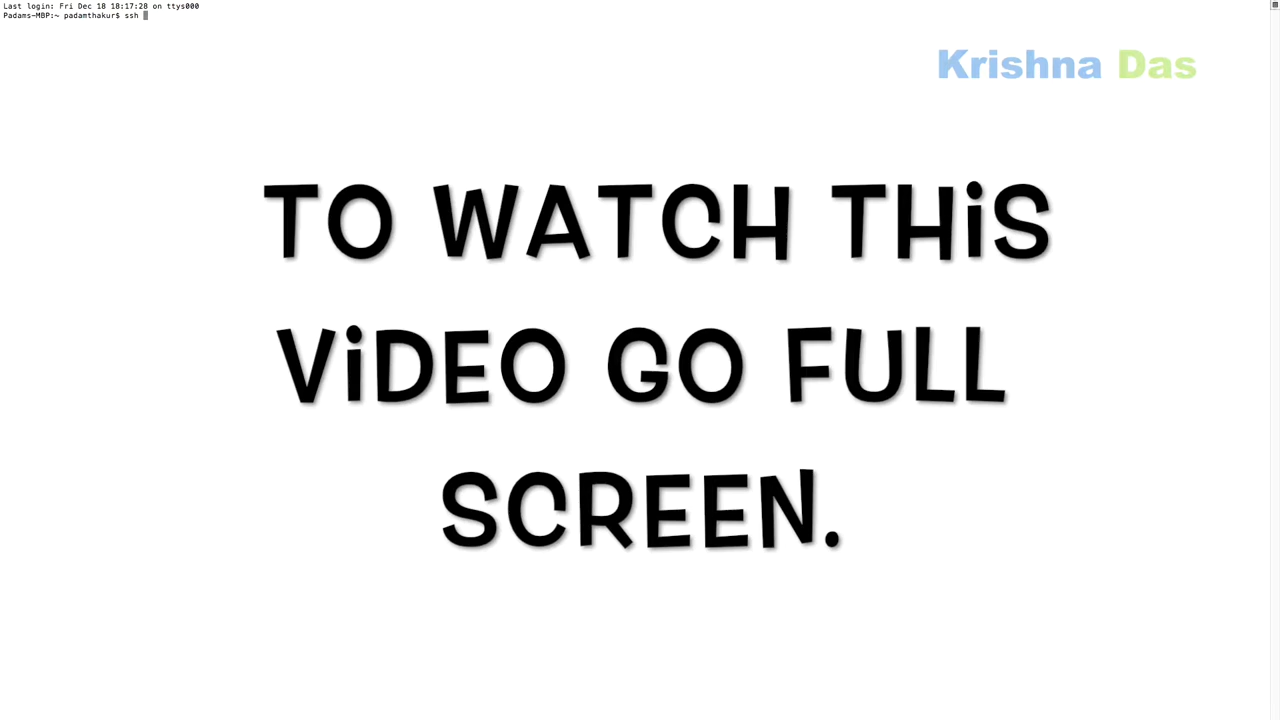 Last login: Fri Dec 18 18:17:28 on ttys000
Padams-MBP:~ padamthakur$ ssh
Krishna Das
TO WATCH THiS
ViDEO GO FULL
SCREEN.